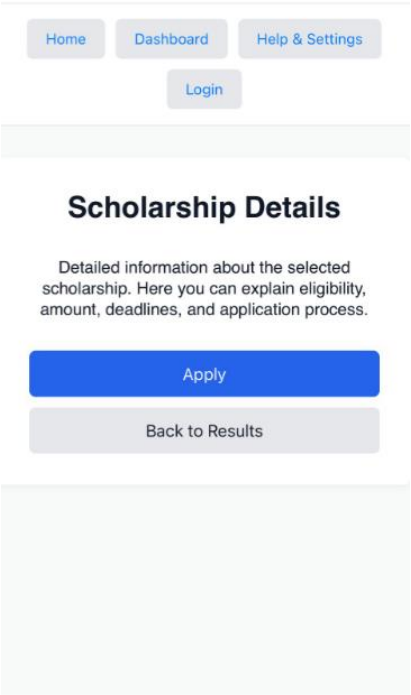 Home Dashboard Help & Settings
Login
Scholarship Details
Detailed information about the selected
scholarship. Here you can explain eligibility,
amount, deadlines, and application process.
Apply
Back to Results